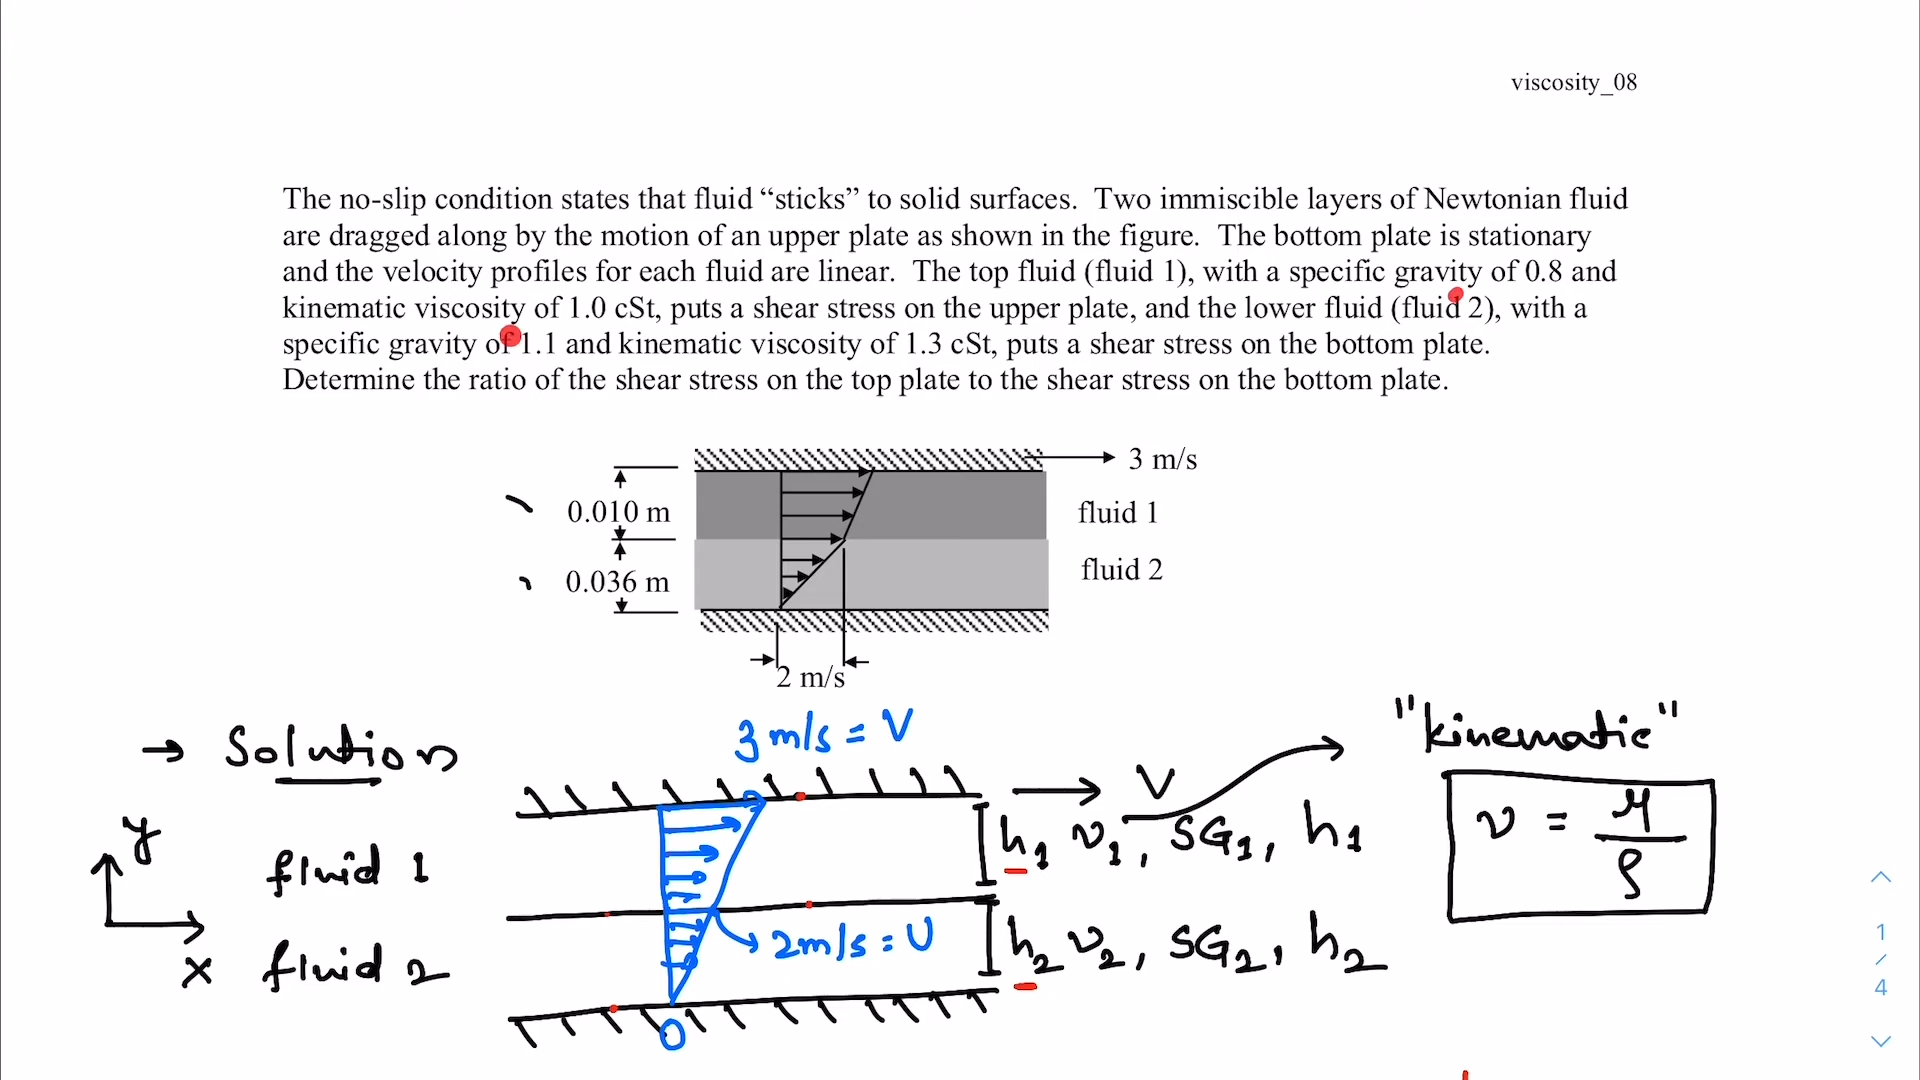 viscosity_08
The no-slip condition states that fluid “sticks” to solid surfaces. Two immiscible layers of Newtonian fluid
are dragged along by the motion of an upper plate as shown in the figure. The bottom plate is stationary
and the velocity profiles for each fluid are linear. The top fluid (fluid 1), with a specific gravity of 0.8 and
kinematic viscosity of 1.0 cSt, puts a shear stress on the upper plate, and the lower fluid (fluid 2), with a
specific gravity of 1.1 and kinematic viscosity of 1.3 cSt, puts a shear stress on the bottom plate.
Determine the ratio of the shear stress on the top plate to the shear stress on the bottom plate.
3 m/s
0.010 m
fluid 1
0.036 m
fluid 2
2 m/s
→ Solution
3 m/s = V
"kinematic"
V
ν = μ/ρ
y
fluid 1
h₁ ν₁, SG₁, h₁
2 m/s = U
x fluid 2
h₂ ν₂, SG₂, h₂
0
1
/
4